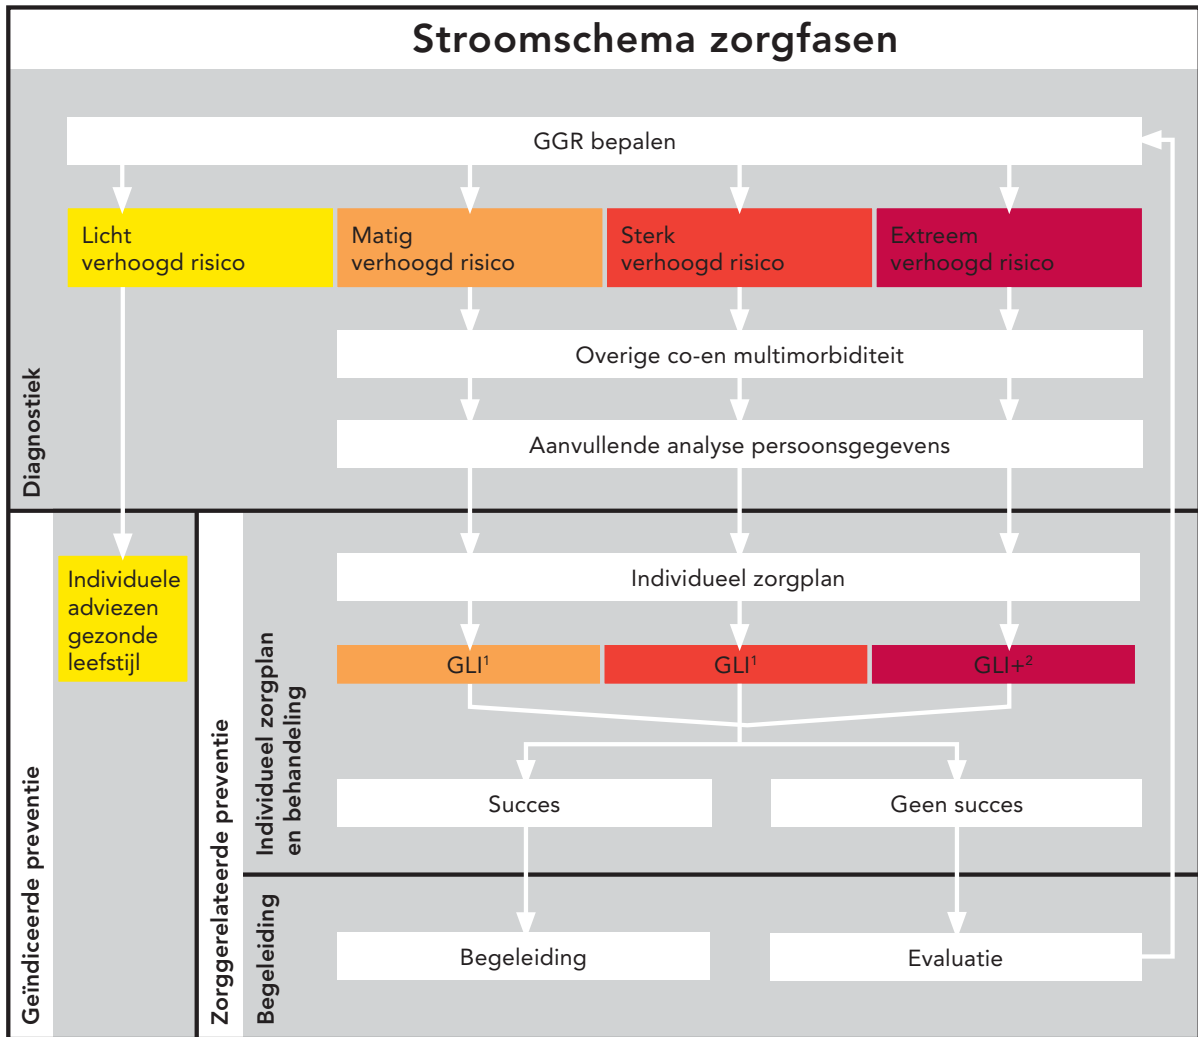 Stroomschema zorgfasen
GGR bepalen
Licht
verhoogd risico
Matig
verhoogd risico
Sterk
verhoogd risico
Extreem
verhoogd risico
Overige co-en multimorbiditeit
Aanvullende analyse persoonsgegevens
Diagnostiek
Individuele
adviezen
gezonde
leefstijl
Geïndiceerde preventie
Zorggerelateerde preventie
Individueel zorgplan
en behandeling
Individueel zorgplan
GLI¹
GLI¹
GLI+²
Succes
Geen succes
Begeleiding
Begeleiding
Evaluatie